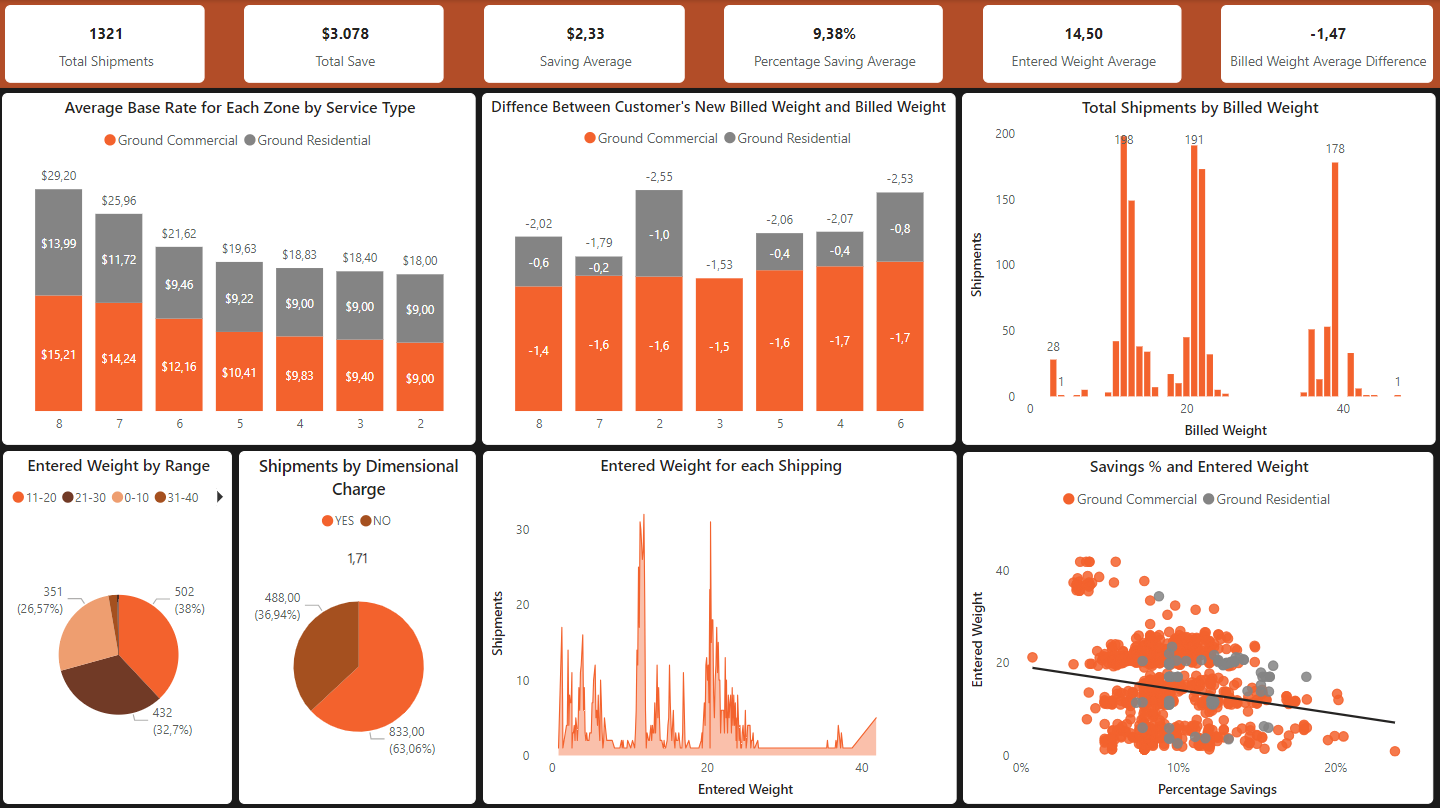 1321
Total Shipments
$3.078
Total Save
$2,33
Saving Average
9,38%
Percentage Saving Average
14,50
Entered Weight Average
-1,47
Billed Weight Average Difference
Average Base Rate for Each Zone by Service Type
Ground Commercial Ground Residential
$29,20
$25,96
$21,62
$19,63
$18,83
$18,40
$18,00
$13,99
$11,72
$9,46
$9,22
$9,00
$9,00
$9,00
$15,21
$14,24
$12,16
$10,41
$9,83
$9,40
$9,00
8 7 6 5 4 3 2
Diffence Between Customer's New Billed Weight and Billed Weight
Ground Commercial Ground Residential
-2,02
-1,79
-2,55
-1,53
-2,06
-2,07
-2,53
-0,6
-0,2
-1,0
-0,4
-0,4
-0,8
-1,4
-1,6
-1,6
-1,5
-1,6
-1,7
-1,7
8 7 2 3 5 4 6
Total Shipments by Billed Weight
Shipments
200
150
100
50
0
28
1
198
191
178
1
0 20 40
Billed Weight
Entered Weight by Range
11-20 21-30 0-10 31-40
351
(26,57%)
502
(38%)
432
(32,7%)
Shipments by Dimensional
Charge
YES NO
1,71
488,00
(36,94%)
833,00
(63,06%)
Entered Weight for each Shipping
Shipments
30
20
10
0
0 20 40
Entered Weight
Savings % and Entered Weight
Ground Commercial Ground Residential
Entered Weight
40
20
0
0% 10% 20%
Percentage Savings